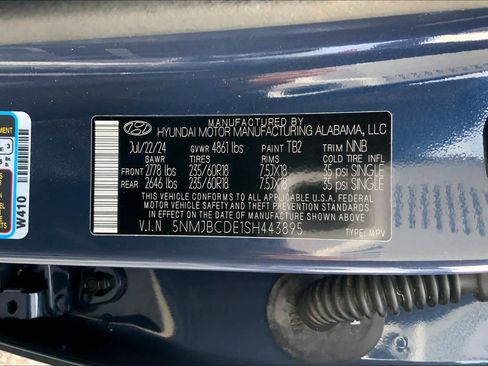 MANUFACTURED BY
HYUNDAI MOTOR MANUFACTURING ALABAMA, LLC
Jul/22/24 GVWR 4861 lbs PAINT TB2 TRIM NNB
GAWR TIRES RIMS COLD TIRE INFL
FRONT 2778 lbs 235/60R18 7.5JX18 35 psi SINGLE
REAR 2646 lbs 235/60R18 7.5JX18 35 psi SINGLE
THIS VEHICLE CONFORMS TO ALL APPLICABLE U.S.A. FEDERAL
MOTOR VEHICLE SAFETY AND THEFT PREVENTION STANDARDS
IN EFFECT ON THE DATE OF MANUFACTURE SHOWN ABOVE.
V.I.N 5NMJBCDE1SH443895 TYPE: MPV
W410
3